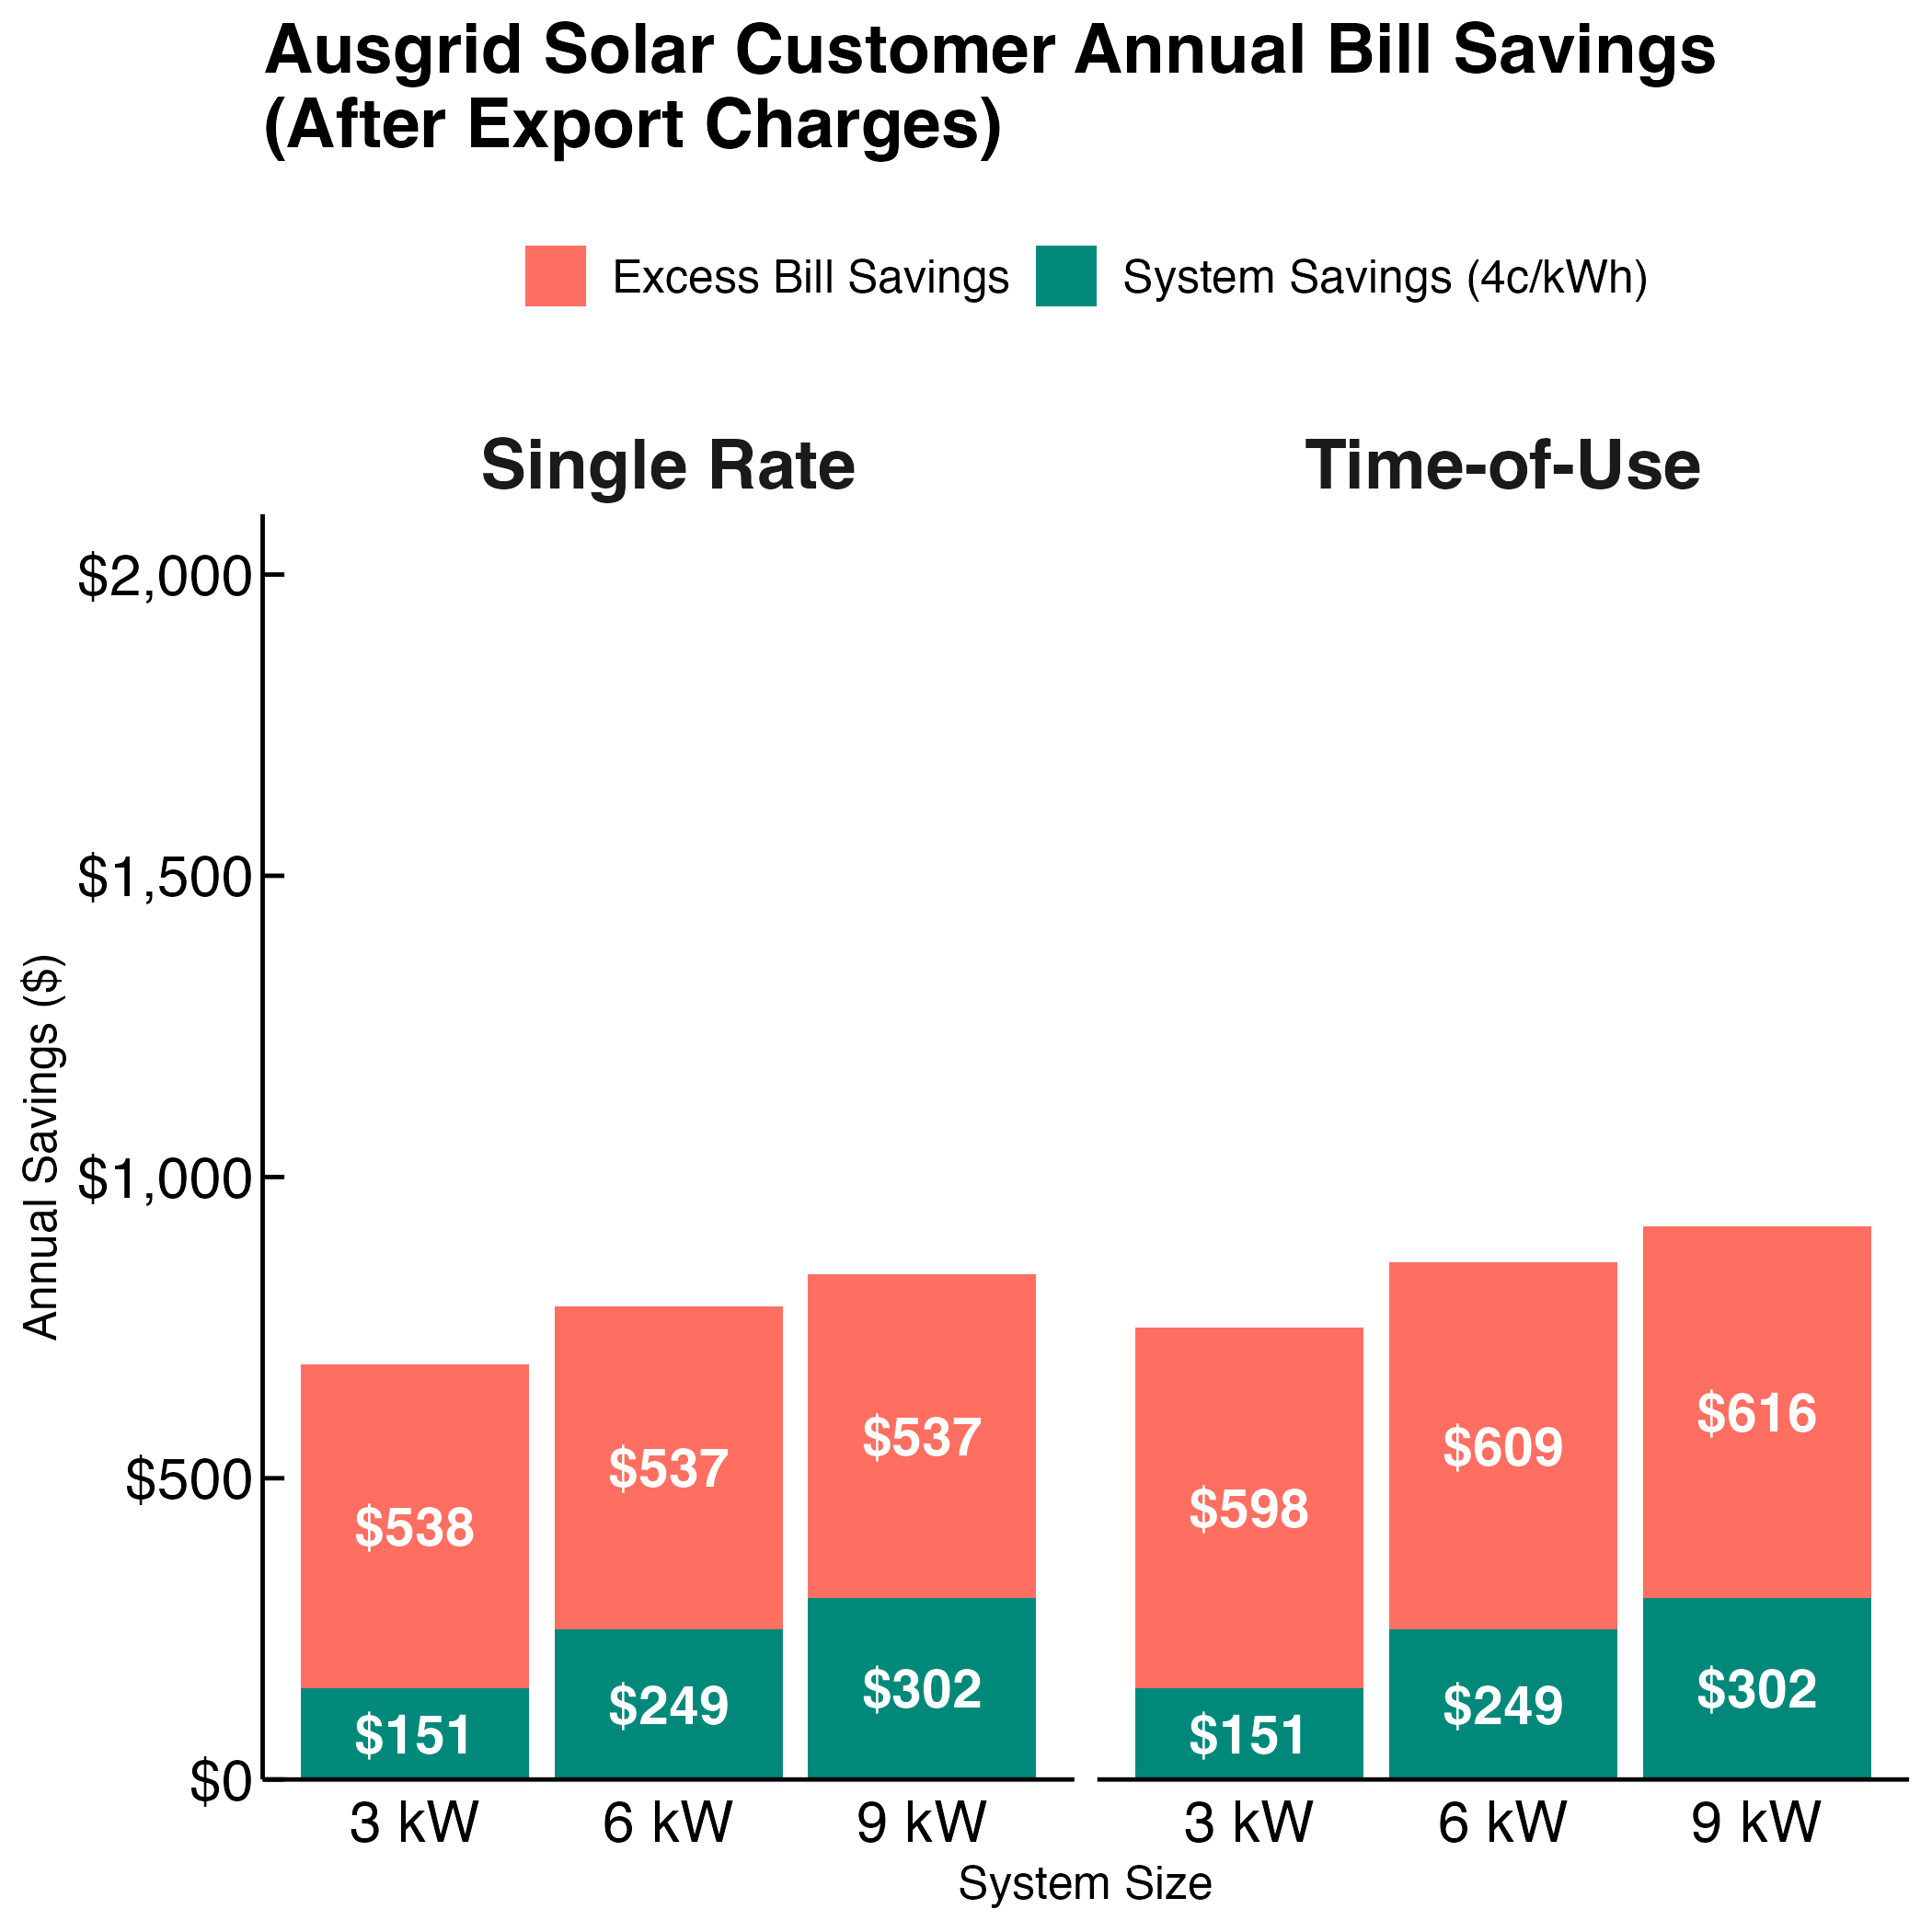 Ausgrid Solar Customer Annual Bill Savings
(After Export Charges)
Excess Bill Savings
System Savings (4c/kWh)
Single Rate
Time-of-Use
Annual Savings ($)
$2,000
$1,500
$1,000
$500
$0
$538
$537
$537
$151
$249
$302
$598
$609
$616
$151
$249
$302
3 kW
6 kW
9 kW
3 kW
6 kW
9 kW
System Size